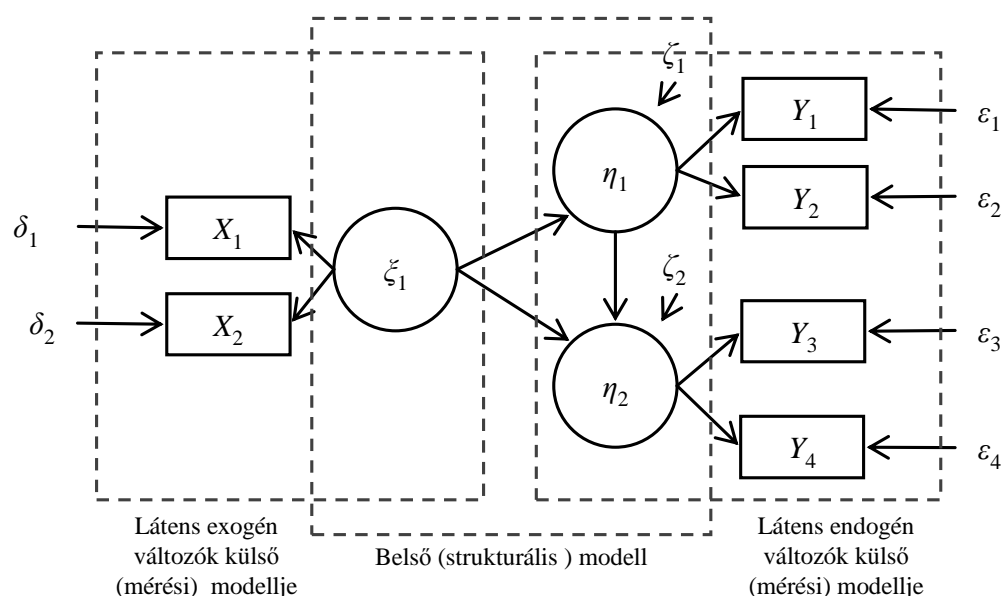 ζ1
Y1
ε1
η1
Y2
ε2
δ1
X1
ξ1
ζ2
δ2
X2
Y3
ε3
η2
Y4
ε4
Látens exogén
változók külső
(mérési) modellje
Belső (strukturális ) modell
Látens endogén
változók külső
(mérési) modellje